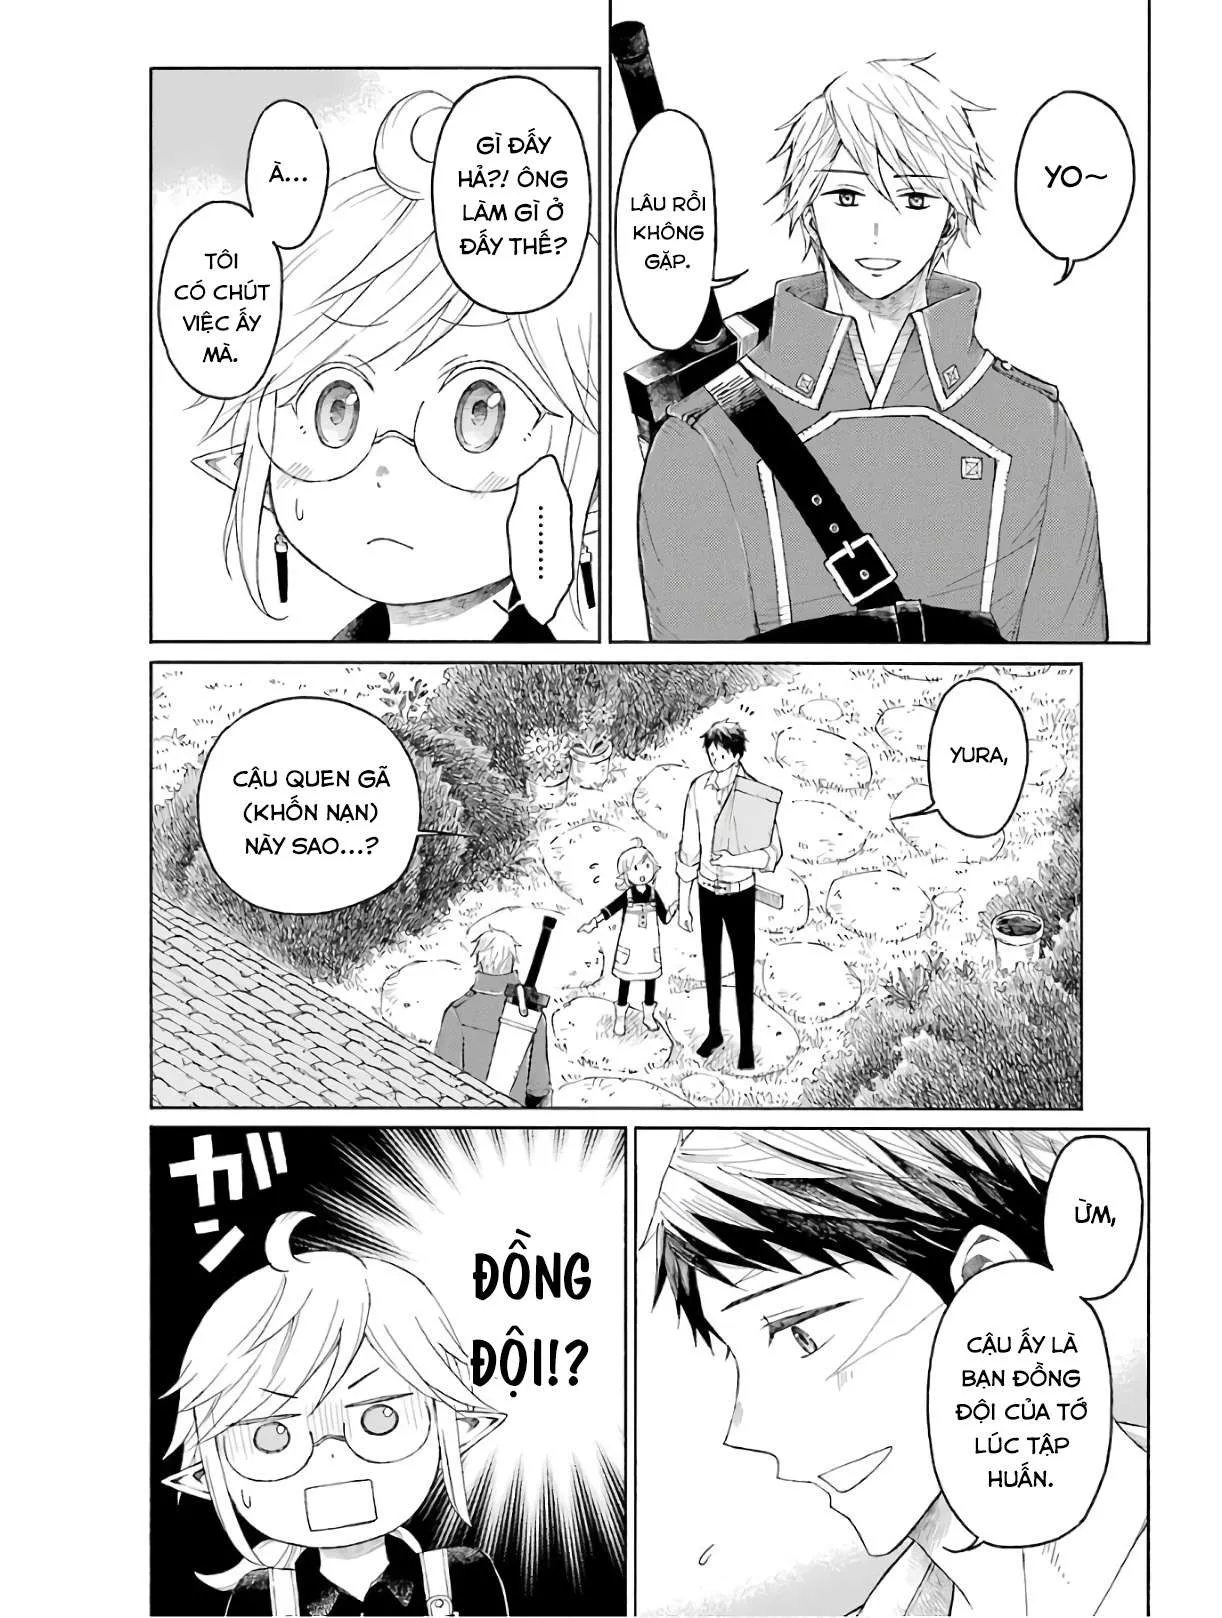 YO~
LÂU RỒI
KHÔNG
GẶP.
GÌ ĐẤY
HẢ?! ÔNG
LÀM GÌ Ở
ĐẤY THẾ?
À...
TÔI
CÓ CHÚT
VIỆC ẤY
MÀ.
.........
YURA,
CẬU QUEN GÃ
(KHỐN NẠN)
NÀY SAO...?
ỪM,
CẬU ẤY LÀ
BẠN ĐỒNG
ĐỘI CỦA TỚ
LÚC TẬP
HUẤN.
ĐỒNG
ĐỘI!?
ガーン